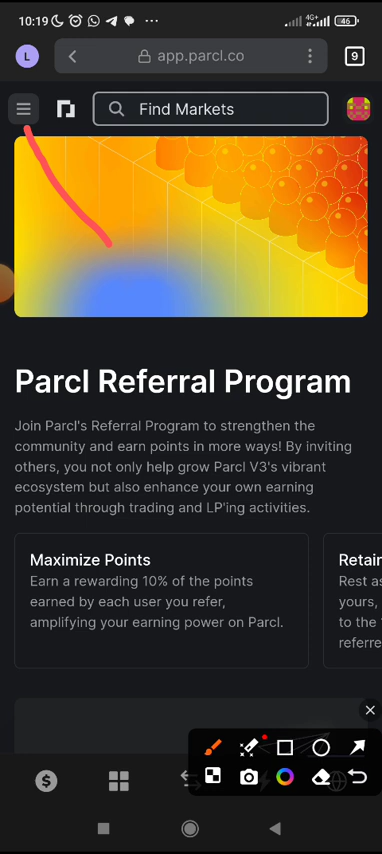 10:19
4G+
46
L
app.parcl.co
9
Find Markets
Parcl Referral Program
Join Parcl's Referral Program to strengthen the
community and earn points in more ways! By inviting
others, you not only help grow Parcl V3's vibrant
ecosystem but also enhance your own earning
potential through trading and LP'ing activities.
Maximize Points
Earn a rewarding 10% of the points
earned by each user you refer,
amplifying your earning power on Parcl.
Rest
yours,
to the